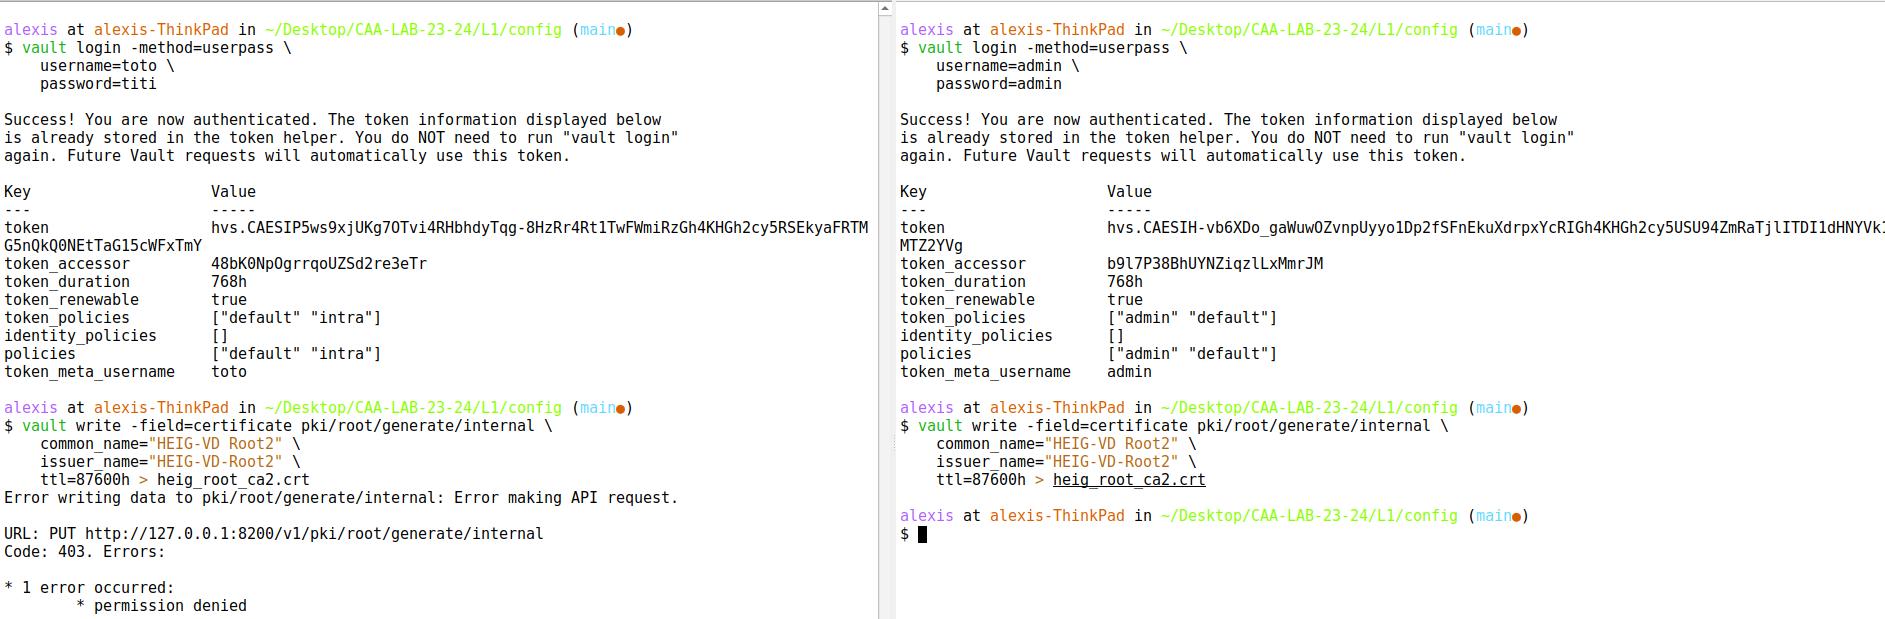 alexis at alexis-ThinkPad in ~/Desktop/CAA-LAB-23-24/L1/config (main●)
$ vault login -method=userpass \
    username=toto \
    password=titi

Success! You are now authenticated. The token information displayed below
is already stored in the token helper. You do NOT need to run "vault login"
again. Future Vault requests will automatically use this token.

Key                    Value
---                    -----
token                  hvs.CAESIP5ws9xjUKg7OTvi4RHbhdyTqg-8HzRr4Rt1TwFWmiRzGh4KHGh2cy5RSEkyaFRTM
G5nQkQ0NEtTaG15cWFxTmY
token_accessor         48bK0NpOgrrqoUZSd2re3eTr
token_duration         768h
token_renewable        true
token_policies         ["default" "intra"]
identity_policies      []
policies               ["default" "intra"]
token_meta_username    toto

alexis at alexis-ThinkPad in ~/Desktop/CAA-LAB-23-24/L1/config (main●)
$ vault write -field=certificate pki/root/generate/internal \
    common_name="HEIG-VD Root2" \
    issuer_name="HEIG-VD-Root2" \
    ttl=87600h > heig_root_ca2.crt
Error writing data to pki/root/generate/internal: Error making API request.

URL: PUT http://127.0.0.1:8200/v1/pki/root/generate/internal
Code: 403. Errors:

* 1 error occurred:
        * permission denied

alexis at alexis-ThinkPad in ~/Desktop/CAA-LAB-23-24/L1/config (main●)
$ vault login -method=userpass \
    username=admin \
    password=admin

Success! You are now authenticated. The token information displayed below
is already stored in the token helper. You do NOT need to run "vault login"
again. Future Vault requests will automatically use this token.

Key                    Value
---                    -----
token                  hvs.CAESIH-vb6XDo_gaWuwOZvnpUyyo1Dp2fSFnEkuXdrpxYcRIGh4KHGh2cy5USU94ZmRaTjlITDI1dHNYVk
MTZ2YVg
token_accessor         b9l7P38BhUYNZiqzlLxMmrJM
token_duration         768h
token_renewable        true
token_policies         ["admin" "default"]
identity_policies      []
policies               ["admin" "default"]
token_meta_username    admin

alexis at alexis-ThinkPad in ~/Desktop/CAA-LAB-23-24/L1/config (main●)
$ vault write -field=certificate pki/root/generate/internal \
    common_name="HEIG-VD Root2" \
    issuer_name="HEIG-VD-Root2" \
    ttl=87600h > heig_root_ca2.crt

alexis at alexis-ThinkPad in ~/Desktop/CAA-LAB-23-24/L1/config (main●)
$